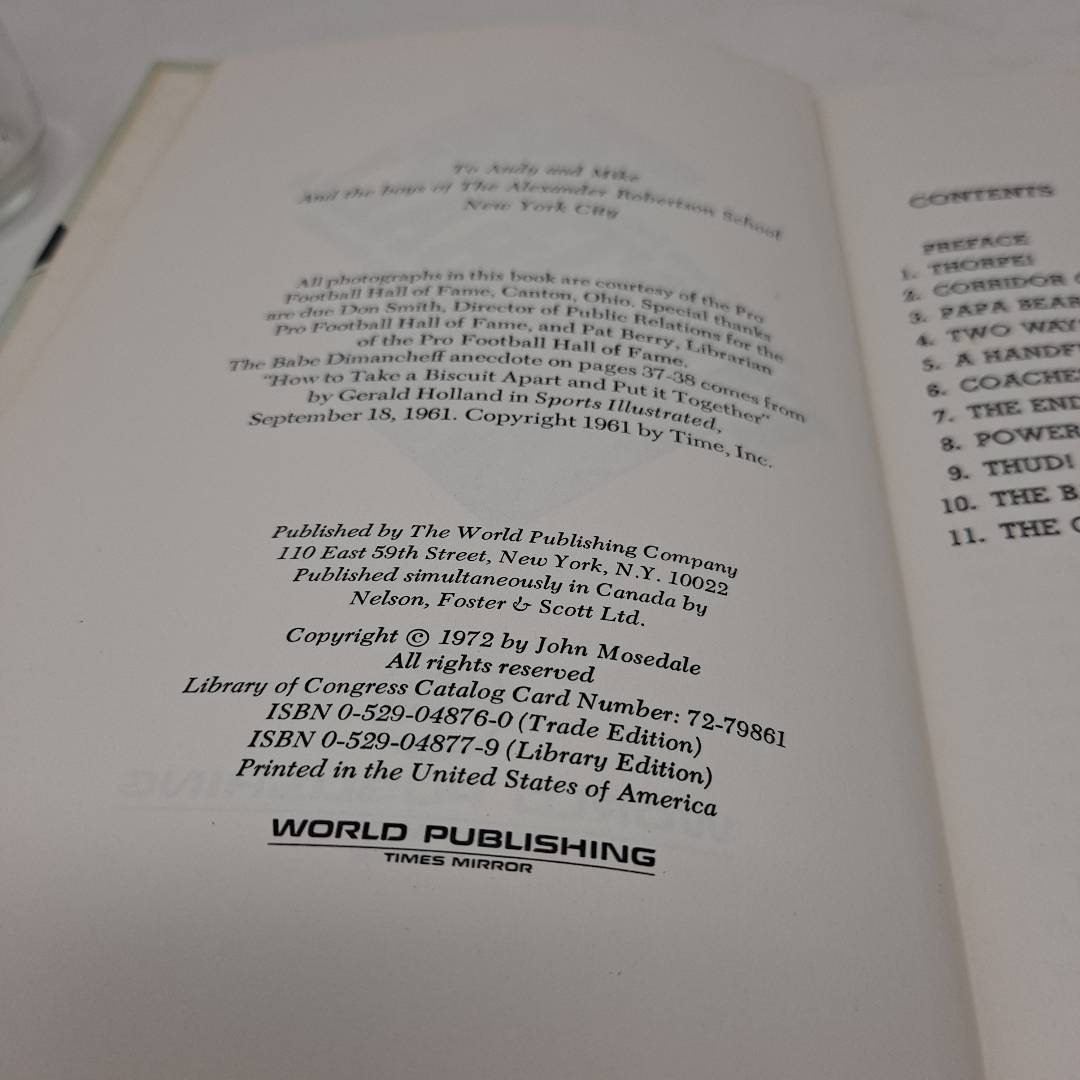 To Andy and Mike
And the boys of The Alexander Robertson School
New York City
All photographs in this book are courtesy of the Pro
Football Hall of Fame, Canton, Ohio. Special thanks
are due Don Smith, Director of Public Relations for the
Pro Football Hall of Fame, and Pat Berry, Librarian
of the Pro Football Hall of Fame.
The Babe Dimancheff anecdote on pages 37-38 comes from
"How to Take a Biscuit Apart and Put it Together"
by Gerald Holland in Sports Illustrated,
September 18, 1961. Copyright 1961 by Time, Inc.
Published by The World Publishing Company
110 East 59th Street, New York, N.Y. 10022
Published simultaneously in Canada by
Nelson, Foster & Scott Ltd.
Copyright © 1972 by John Mosedale
All rights reserved
Library of Congress Catalog Card Number: 72-79861
ISBN 0-529-04876-0 (Trade Edition)
ISBN 0-529-04877-9 (Library Edition)
Printed in the United States of America
WORLD PUBLISHING
TIMES MIRROR
CONTENTS
PREFACE
1. THORPE!
2. CORRIDOR
3. PAPA BEAR
4. TWO WAY
5. A
6. COACHES
7. THE END
8. POWER
9. THUD!
10. THE
11. THE